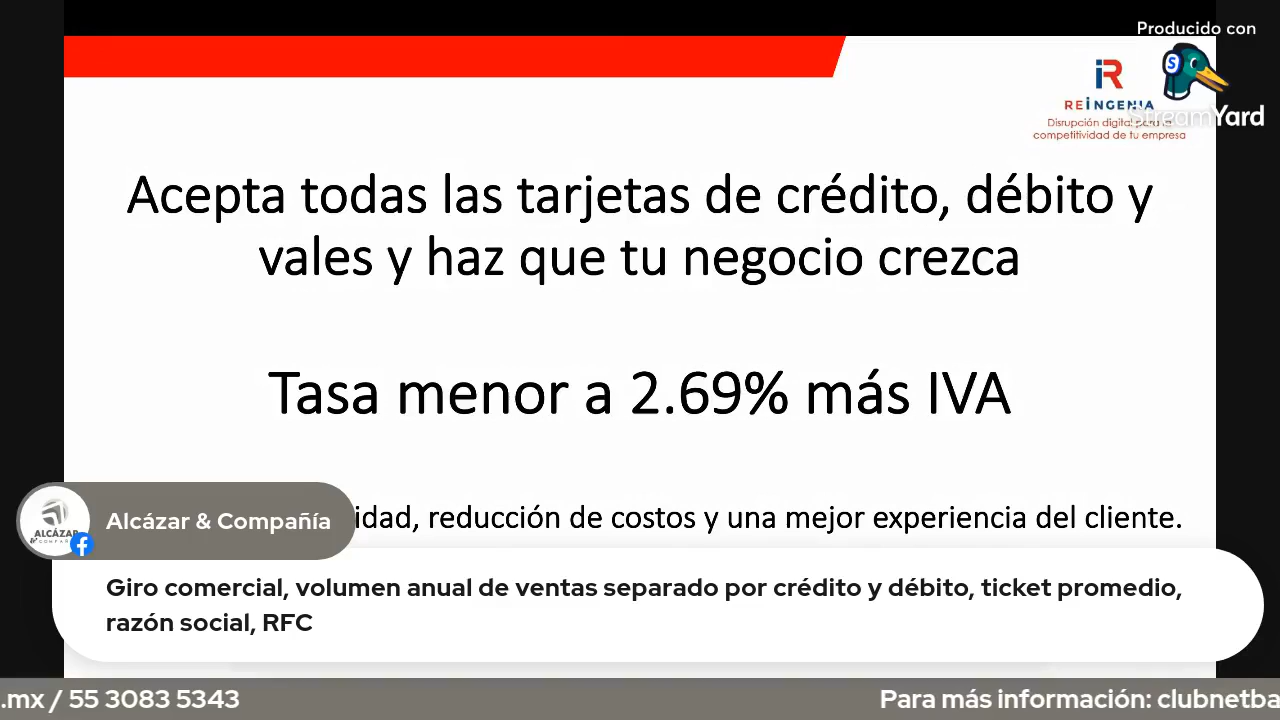 Producido con
StreamYard
REINGENIA
Disrupción digital para la
competitividad de tu empresa
Acepta todas las tarjetas de crédito, débito y
vales y haz que tu negocio crezca
Tasa menor a 2.69% más IVA
idad, reducción de costos y una mejor experiencia del cliente.
ALCÁZAR
Alcázar & Compañía
Giro comercial, volumen anual de ventas separado por crédito y débito, ticket promedio,
razón social, RFC
.mx / 55 3083 5343
Para más información: clubnetba